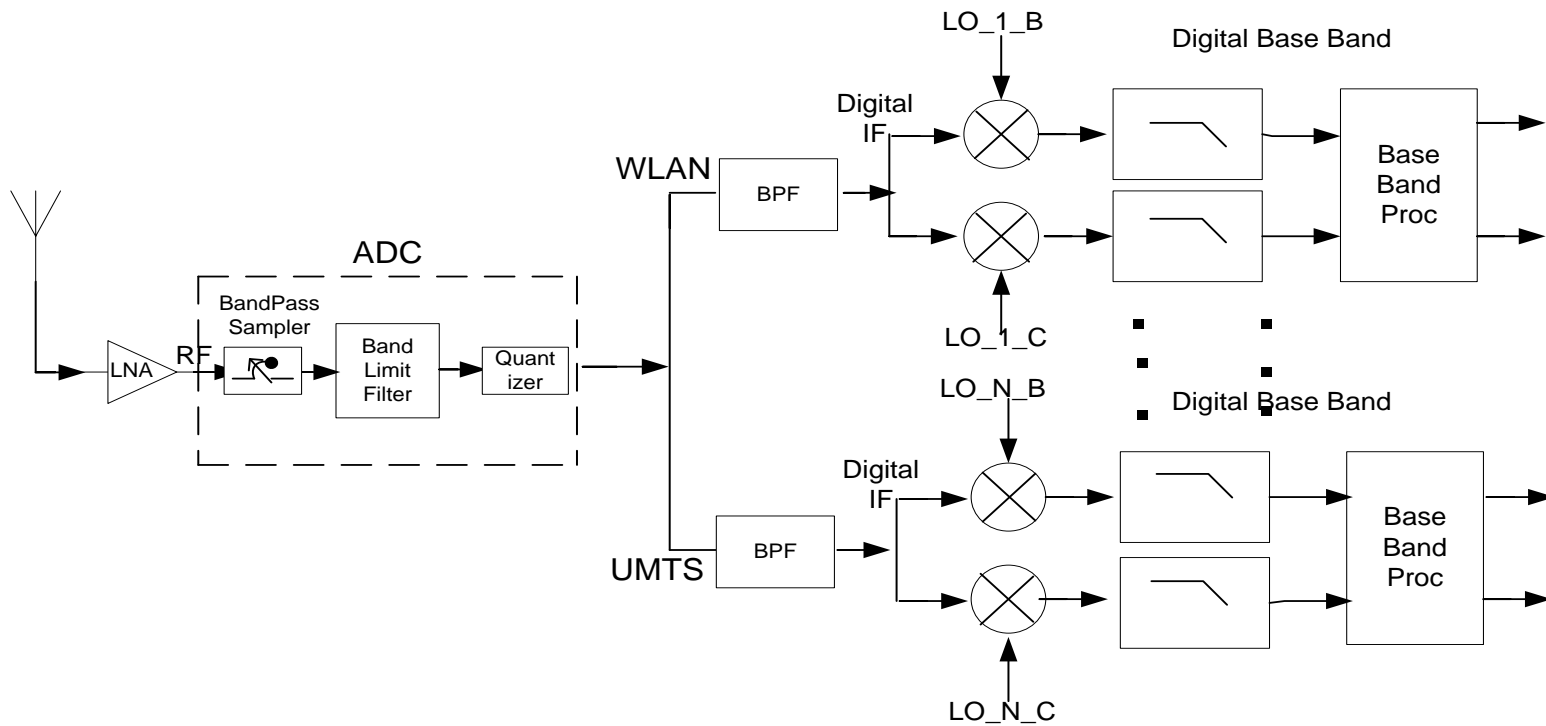 LO_1_B
Digital Base Band
Digital
IF
WLAN
BPF
Base
Band
Proc
ADC
BandPass
Sampler
LNA
RF
Band
Limit
Filter
Quant
izer
LO_1_C
LO_N_B
Digital Base Band
Digital
IF
UMTS
BPF
Base
Band
Proc
LO_N_C